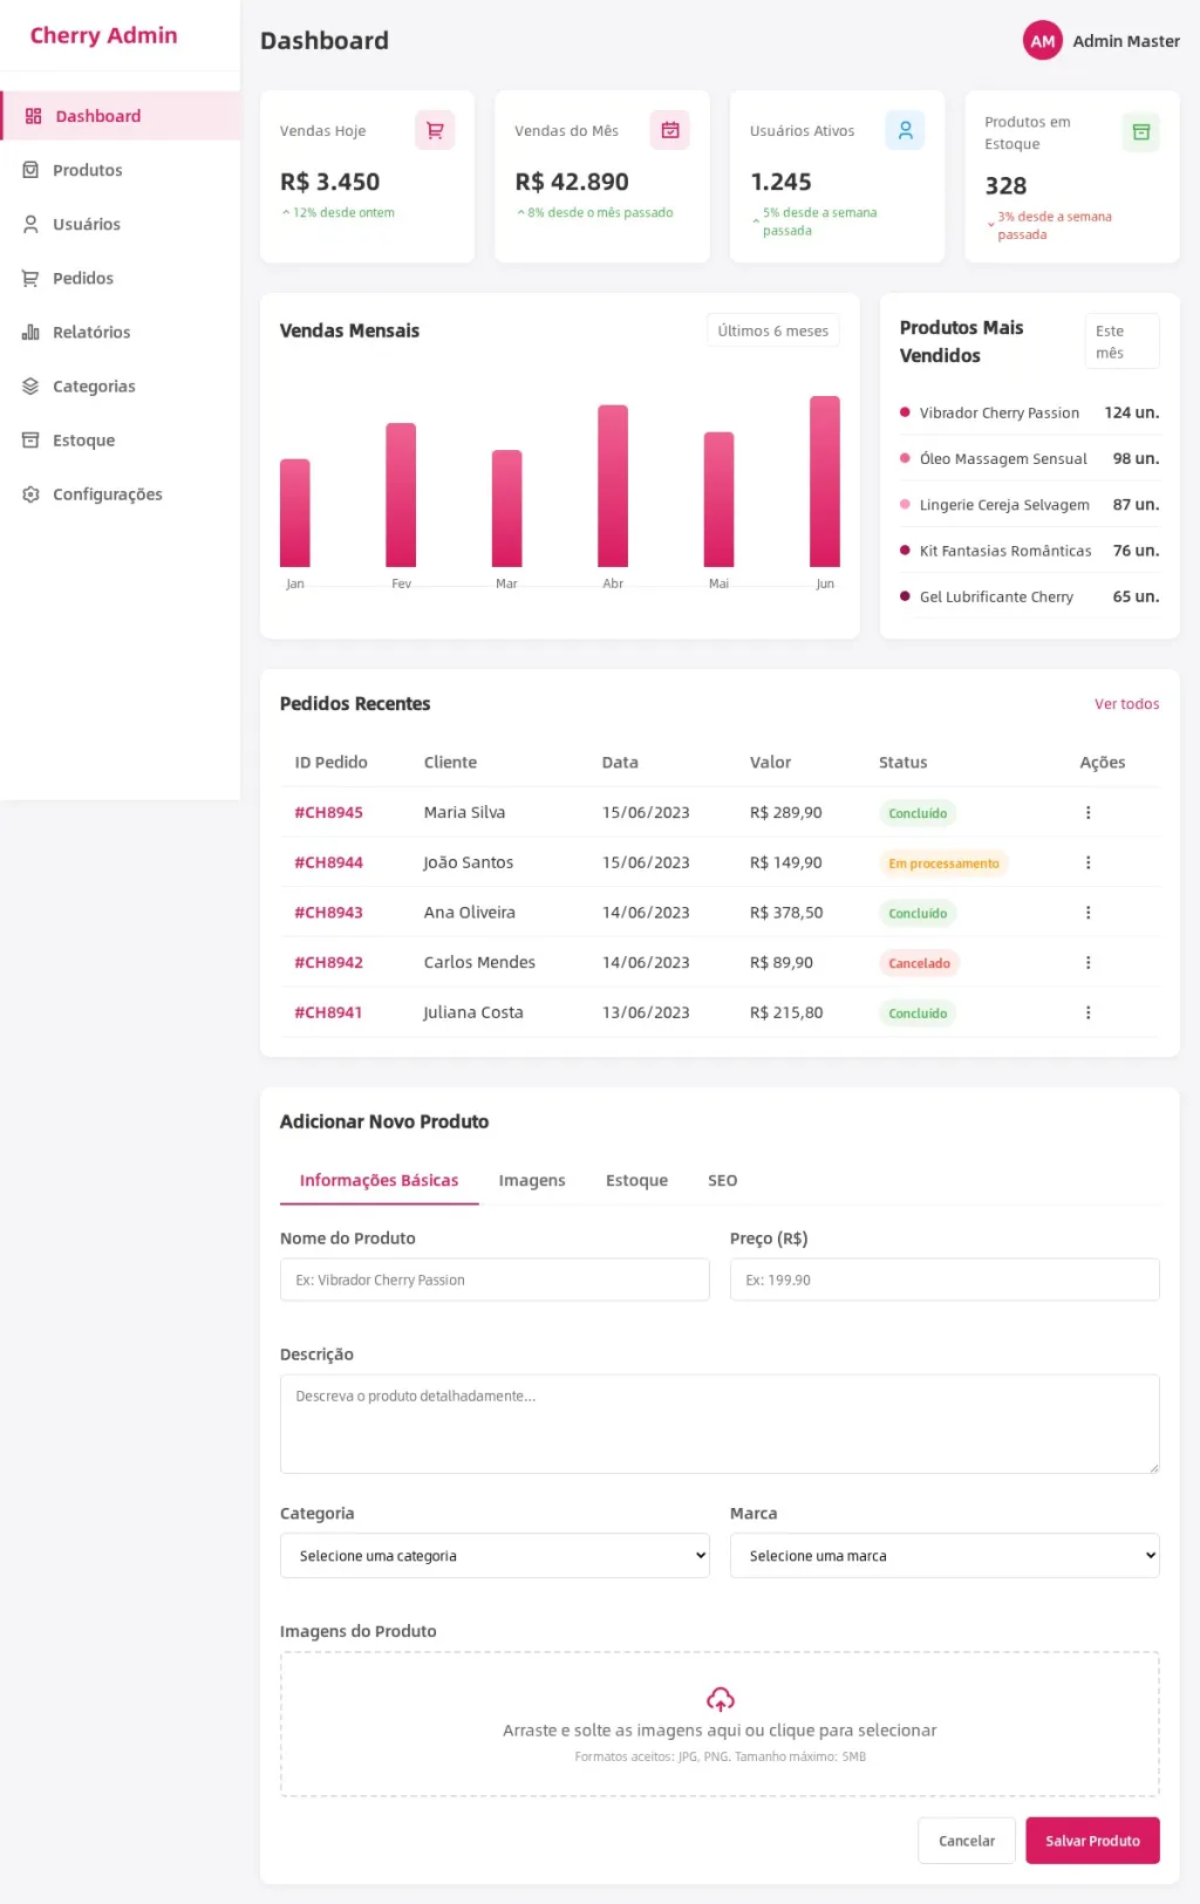 Cherry Admin
Dashboard
Produtos
Usuários
Pedidos
Relatórios
Categorias
Estoque
Configurações
Dashboard
AM Admin Master
Vendas Hoje
R$ 3.450
12% desde ontem
Vendas do Mês
R$ 42.890
8% desde o mês passado
Usuários Ativos
1.245
5% desde a semana
passada
Produtos em
Estoque
328
3% desde a semana
passada
Vendas Mensais
Últimos 6 meses
Jan Fev Mar Abr Mai Jun
Produtos Mais
Vendidos
Este
mês
Vibrador Cherry Passion 124 un.
Óleo Massagem Sensual 98 un.
Lingerie Cereja Selvagem 87 un.
Kit Fantasias Românticas 76 un.
Gel Lubrificante Cherry 65 un.
Pedidos Recentes
Ver todos
ID Pedido Cliente Data Valor Status Ações
#CH8945 Maria Silva 15/06/2023 R$ 289,90 Concluído
#CH8944 João Santos 15/06/2023 R$ 149,90 Em processamento
#CH8943 Ana Oliveira 14/06/2023 R$ 378,50 Concluído
#CH8942 Carlos Mendes 14/06/2023 R$ 89,90 Cancelado
#CH8941 Juliana Costa 13/06/2023 R$ 215,80 Concluído
Adicionar Novo Produto
Informações Básicas Imagens Estoque SEO
Nome do Produto
Ex: Vibrador Cherry Passion
Preço (R$)
Ex: 199.90
Descrição
Descreva o produto detalhadamente...
Categoria
Selecione uma categoria
Marca
Selecione uma marca
Imagens do Produto
Arraste e solte as imagens aqui ou clique para selecionar
Formatos aceitos: JPG, PNG. Tamanho máximo: 5MB
Cancelar
Salvar Produto